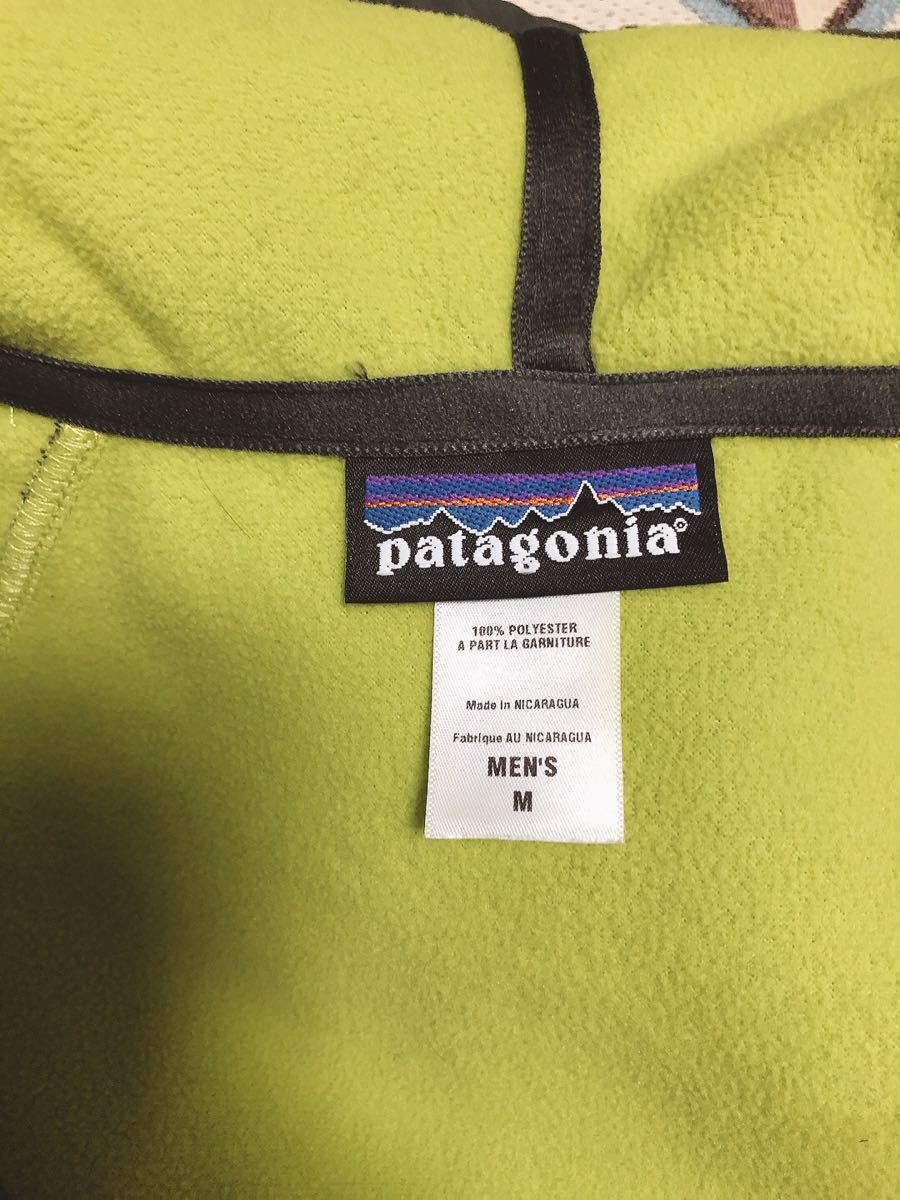 patagonia®
100% POLYESTER
A PART LA GARNITURE
Made in NICARAGUA
Fabrique AU NICARAGUA
MEN'S
M